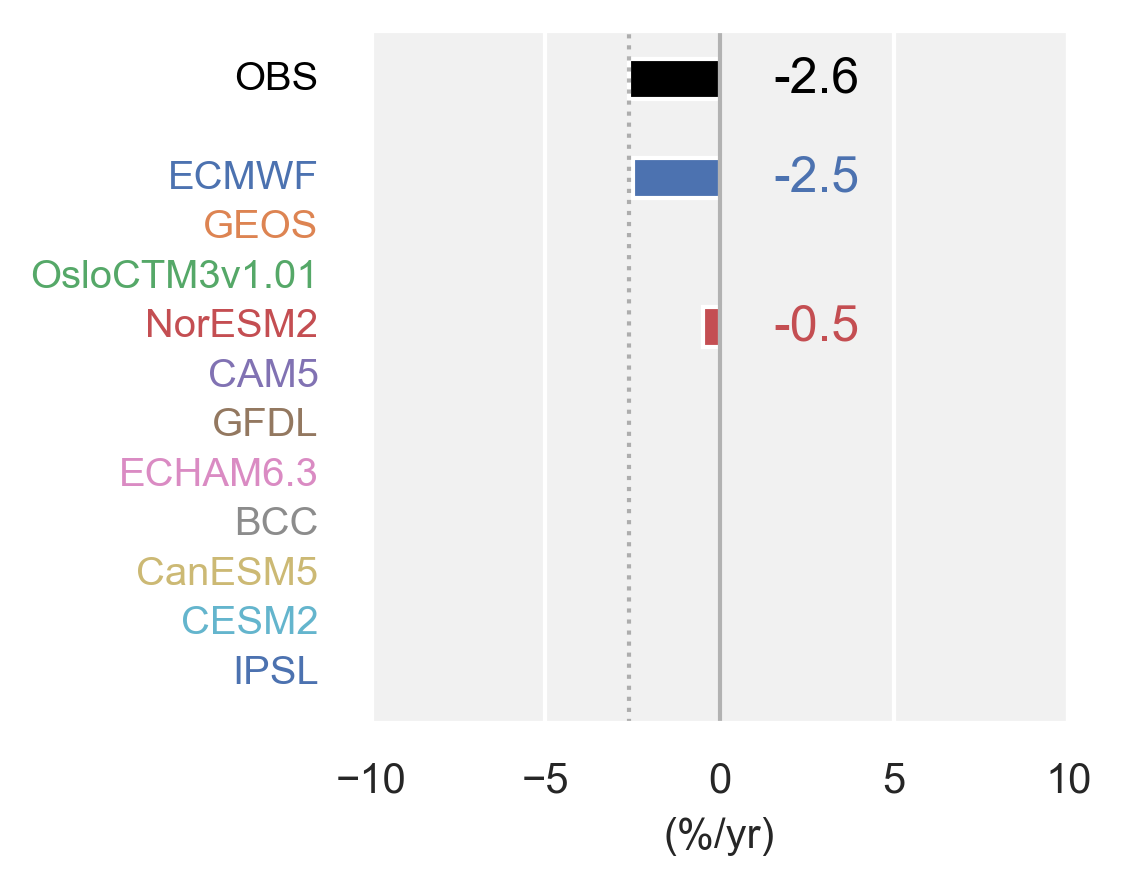 OBS -2.6
ECMWF -2.5
GEOS
OsloCTM3v1.01
NorESM2 -0.5
CAM5
GFDL
ECHAM6.3
BCC
CanESM5
CESM2
IPSL
−10 −5 0 5 10
(%/yr)